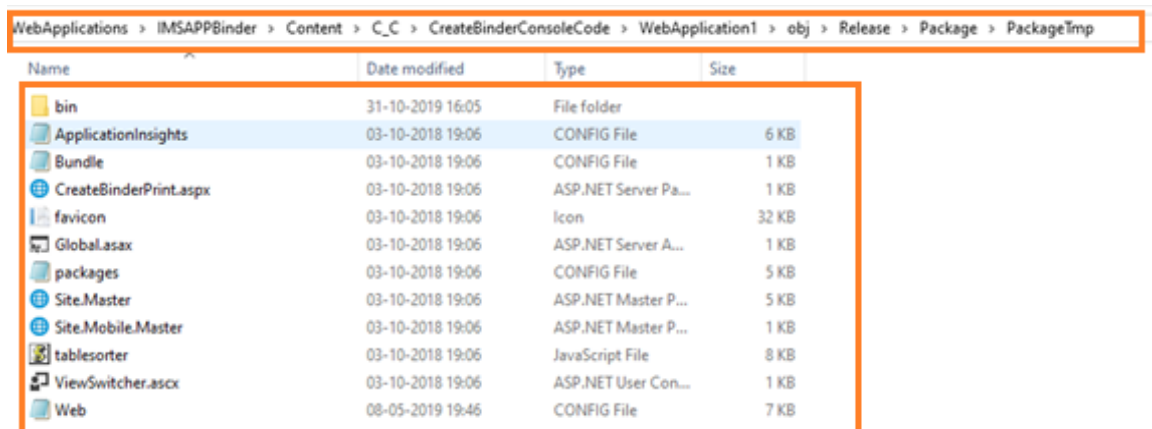 WebApplications > IMSAPPBinder > Content > C_C > CreateBinderConsoleCode > WebApplication1 > obj > Release > Package > PackageTmp
Name Date modified Type Size
bin 31-10-2019 16:05 File folder
ApplicationInsights 03-10-2018 19:06 CONFIG File 6 KB
Bundle 03-10-2018 19:06 CONFIG File 1 KB
CreateBinderPrint.aspx 03-10-2018 19:06 ASP.NET Server Pa... 1 KB
favicon 03-10-2018 19:06 Icon 32 KB
Global.asax 03-10-2018 19:06 ASP.NET Server A... 1 KB
packages 03-10-2018 19:06 CONFIG File 5 KB
Site.Master 03-10-2018 19:06 ASP.NET Master P... 5 KB
Site.Mobile.Master 03-10-2018 19:06 ASP.NET Master P... 1 KB
tablesorter 03-10-2018 19:06 JavaScript File 8 KB
ViewSwitcher.ascx 03-10-2018 19:06 ASP.NET User Con... 1 KB
Web 08-05-2019 19:46 CONFIG File 7 KB